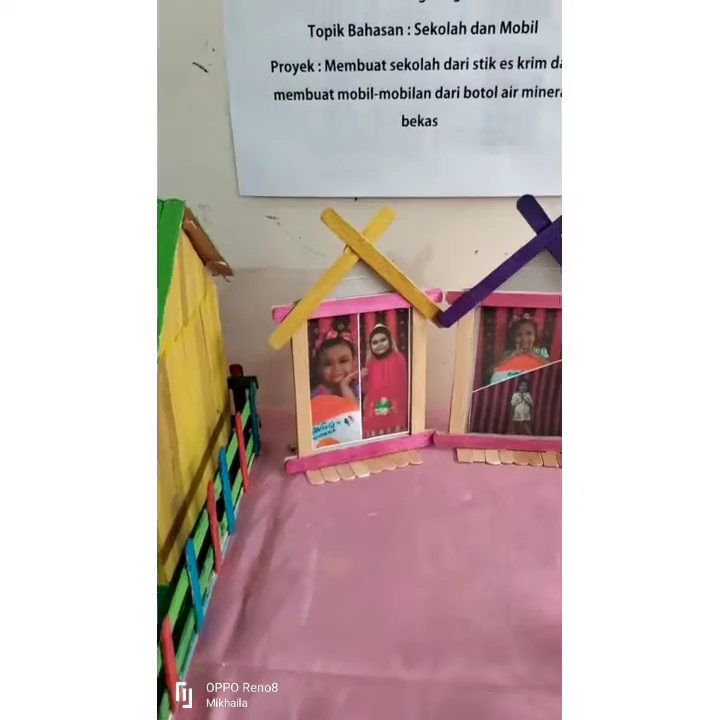 Topik Bahasan : Sekolah dan Mobil
Proyek : Membuat sekolah dari stik es krim
membuat mobil-mobilan dari botol air
bekas
OPPO Reno8
Mikhaila